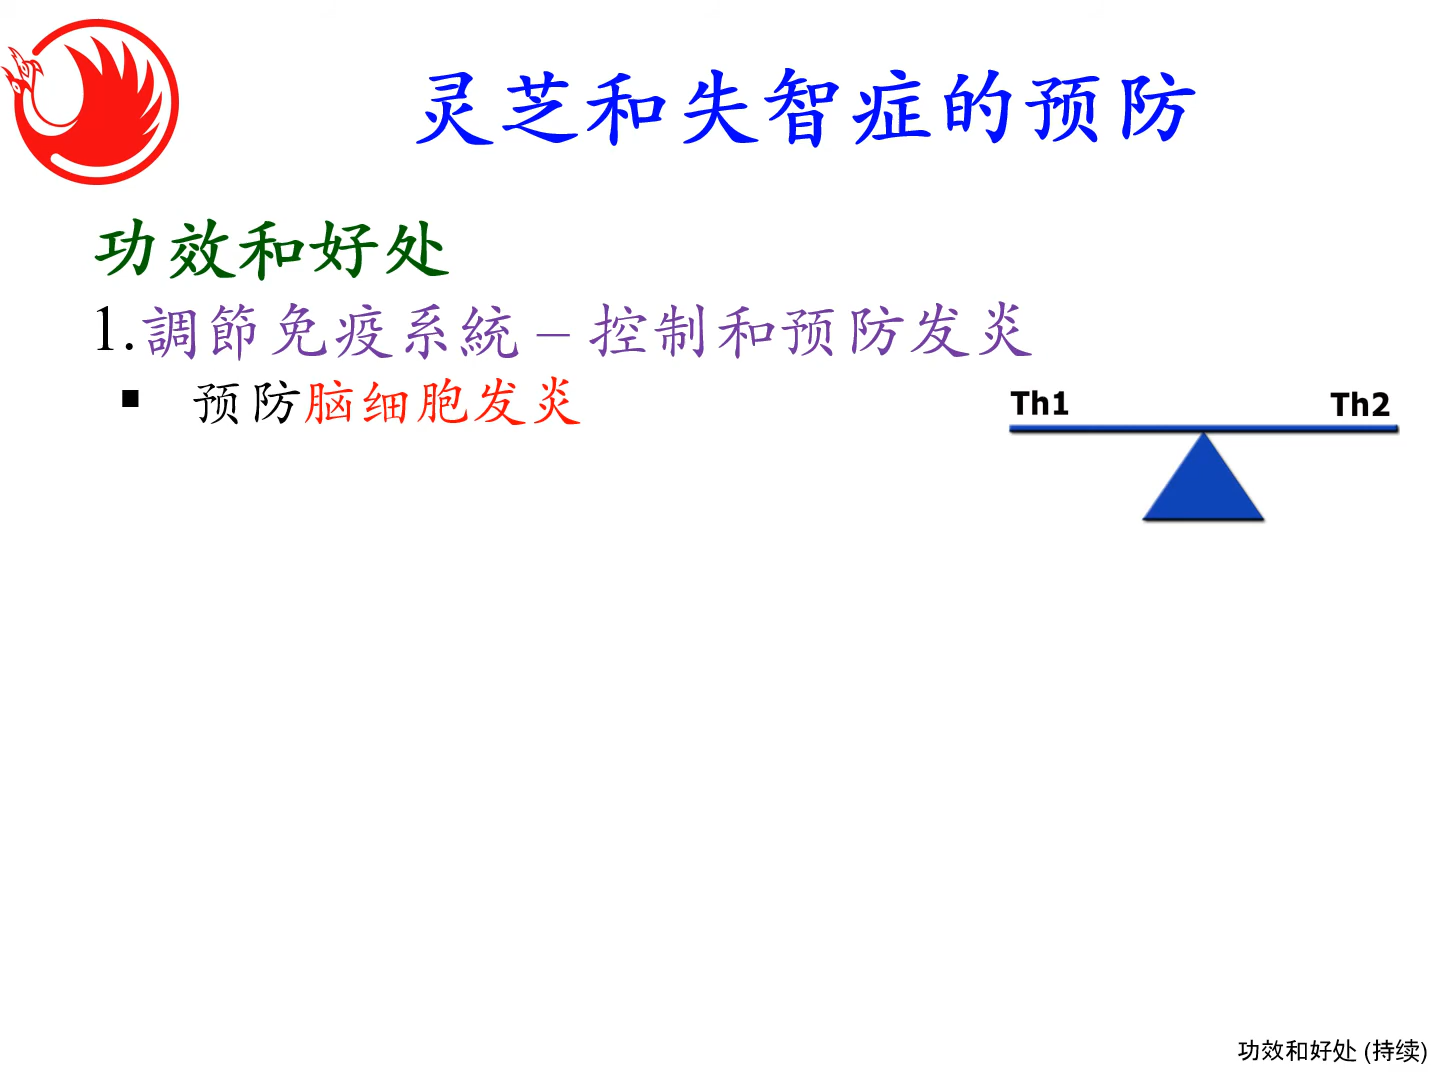 灵芝和失智症的预防
功效和好处
1.調節免疫系統 – 控制和预防发炎
▪ 预防脑细胞发炎
Th1
Th2
功效和好处 (持续)